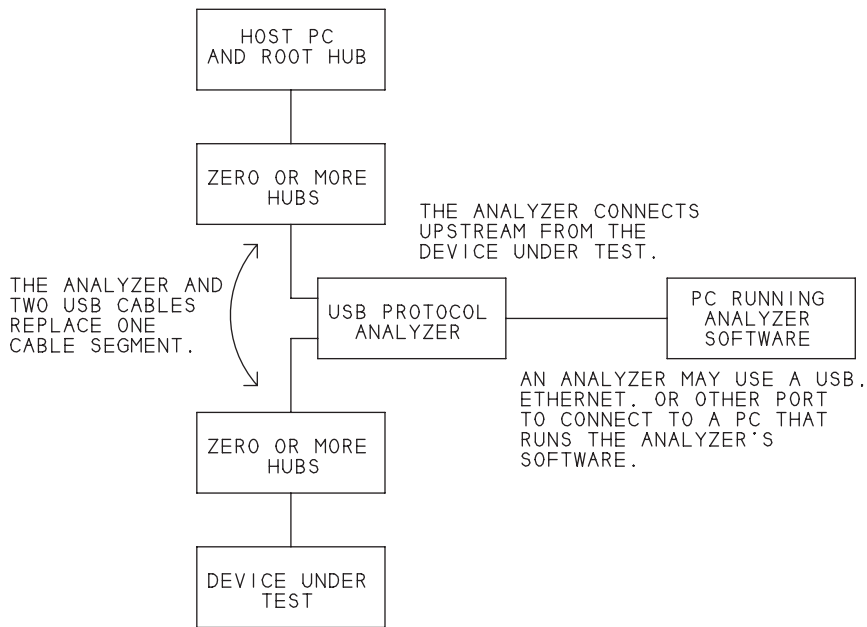 HOST PC
AND ROOT HUB
ZERO OR MORE
HUBS
THE ANALYZER CONNECTS
UPSTREAM FROM THE
DEVICE UNDER TEST.
THE ANALYZER AND
TWO USB CABLES
REPLACE ONE
CABLE SEGMENT.
USB PROTOCOL
ANALYZER
PC RUNNING
ANALYZER
SOFTWARE
AN ANALYZER MAY USE A USB.
ETHERNET. OR OTHER PORT
TO CONNECT TO A PC THAT
RUNS THE ANALYZER'S
SOFTWARE.
ZERO OR MORE
HUBS
DEVICE UNDER
TEST